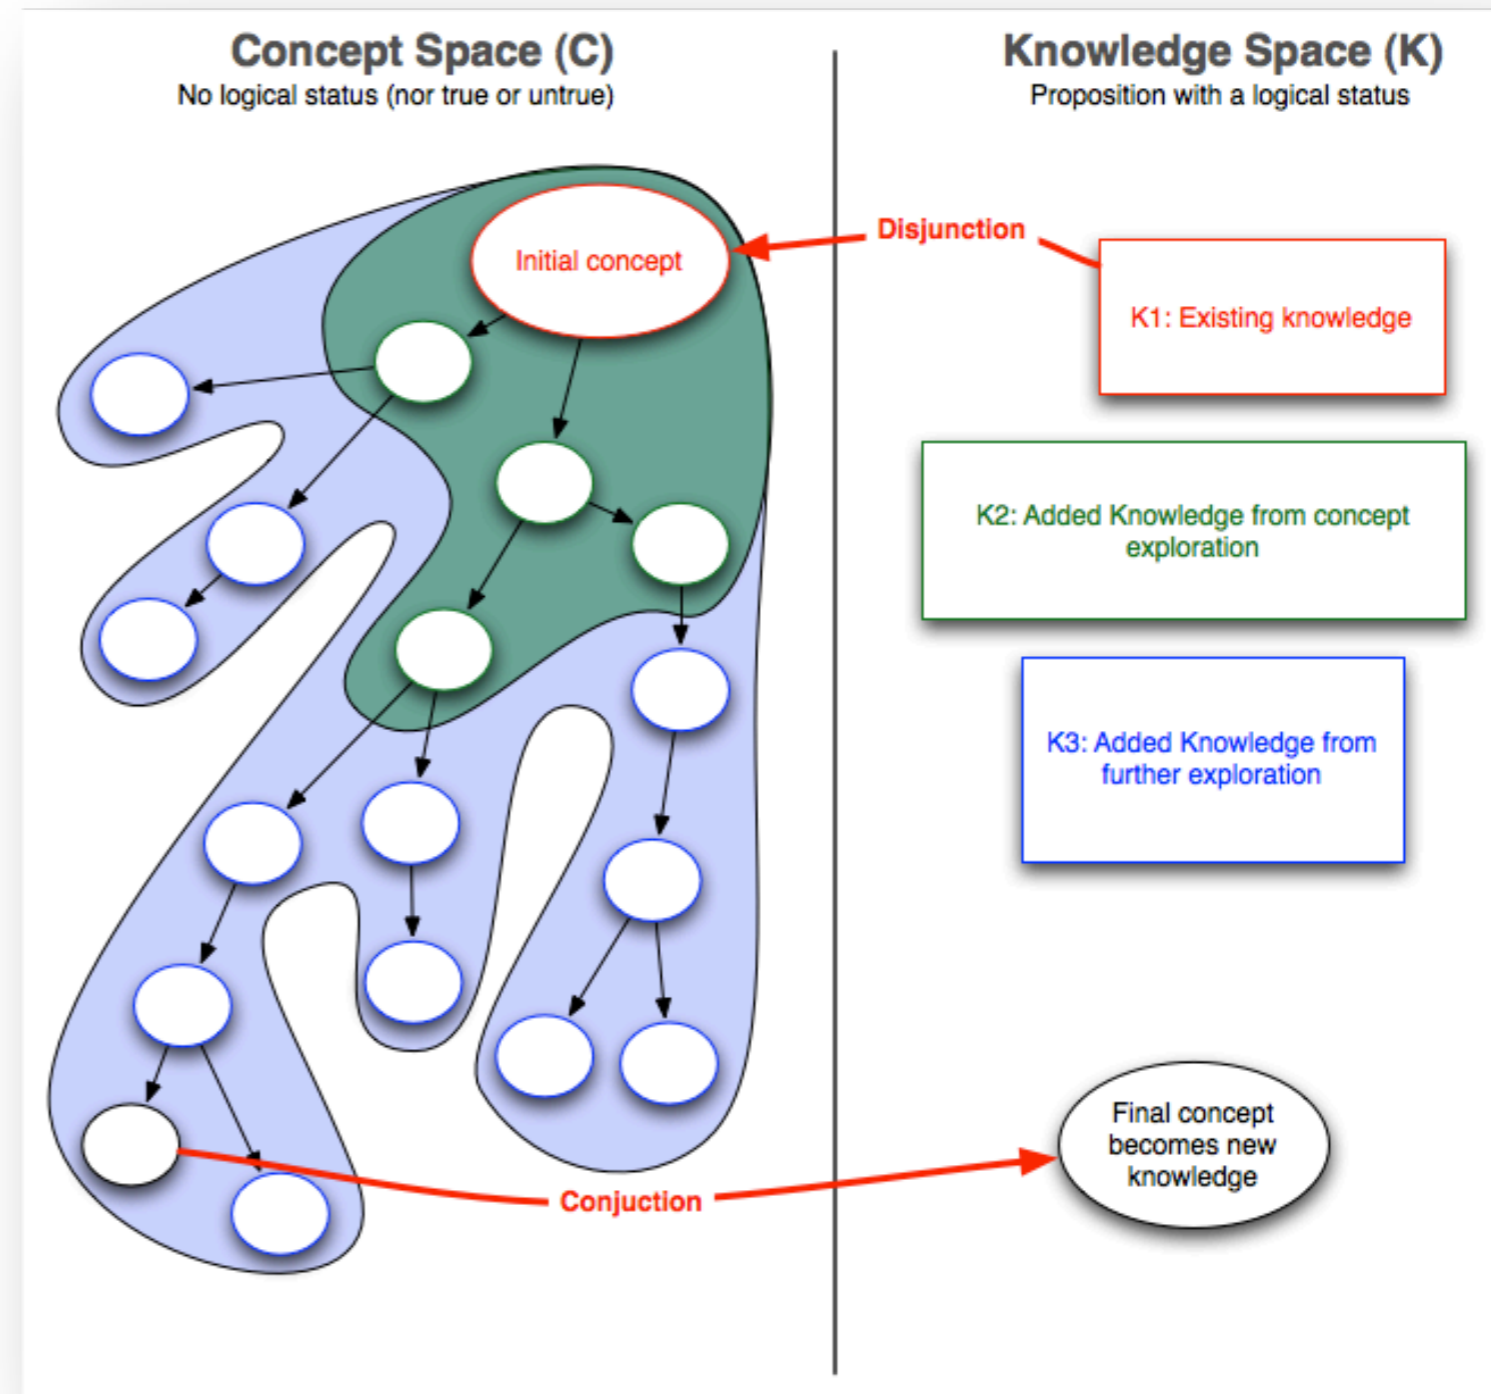 Concept Space (C)
No logical status (nor true or untrue)
Knowledge Space (K)
Proposition with a logical status
Disjunction
Initial concept
K1: Existing knowledge
K2: Added Knowledge from concept
exploration
K3: Added Knowledge from
further exploration
Final concept
becomes new
knowledge
Conjuction